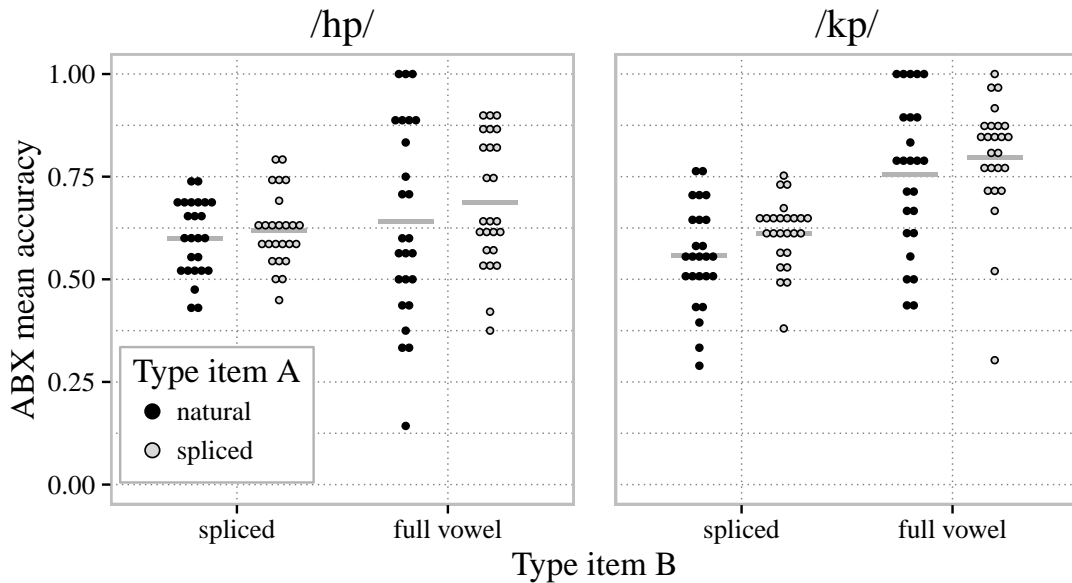 /hp/
/kp/
ABX mean accuracy
1.00
0.75
0.50
0.25
0.00
Type item A
natural
spliced
spliced
full vowel
spliced
full vowel
Type item B